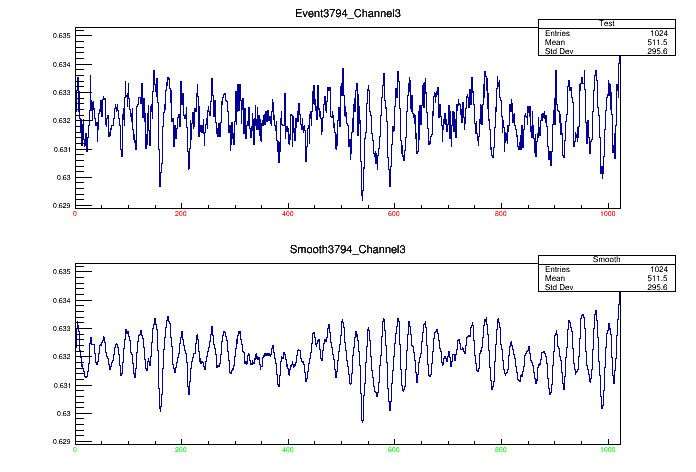 Event3794_Channel3
Test
Entries 1024
Mean 511.5
Std Dev 295.6
0.635
0.634
0.633
0.632
0.631
0.63
0.629
0 200 400 600 800 1000
Smooth3794_Channel3
Smooth
Entries 1024
Mean 511.5
Std Dev 295.6
0.635
0.634
0.633
0.632
0.631
0.63
0.629
0 200 400 600 800 1000